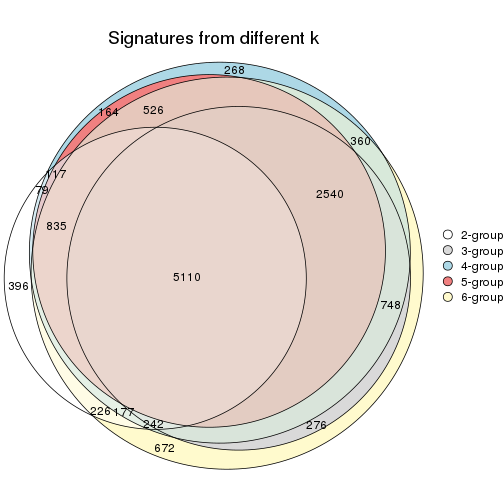 Signatures from different k
268
164
526
360
117
79
2540
835
2-group
3-group
4-group
5-group
6-group
5110
396
748
226
177
242
276
672